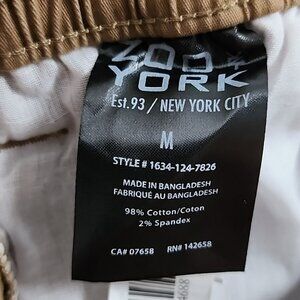 ZOO
YORK
Est.93 / NEW YORK CITY
M
STYLE # 1634-124-7826
MADE IN BANGLADESH
FABRIQUÉ AU BANGLADESH
98% Cotton/Coton
2% Spandex
CA# 07658 RN# 142658